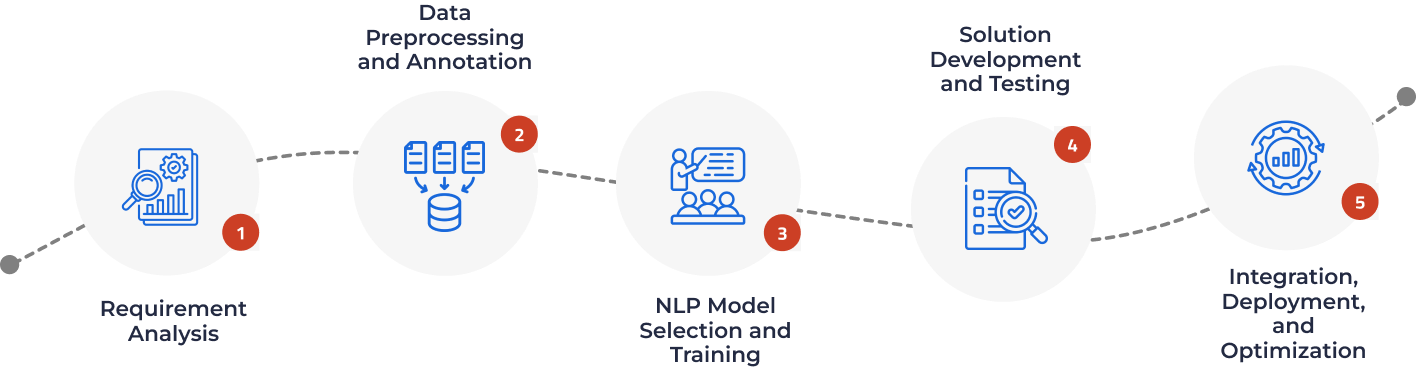 1
Requirement
Analysis
Data
Preprocessing
and Annotation
2
3
NLP Model
Selection and
Training
Solution
Development
and Testing
4
5
Integration,
Deployment,
and
Optimization